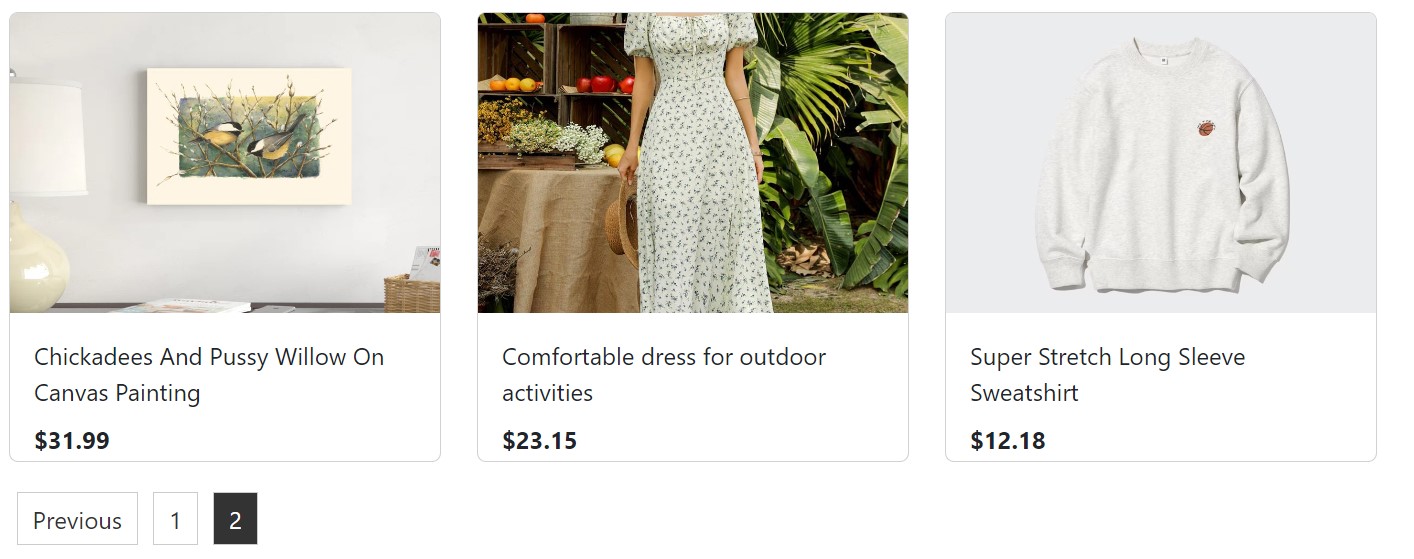 Chickadees And Pussy Willow On
Canvas Painting
$31.99
Comfortable dress for outdoor
activities
$23.15
Super Stretch Long Sleeve
Sweatshirt
$12.18
Previous
1
2